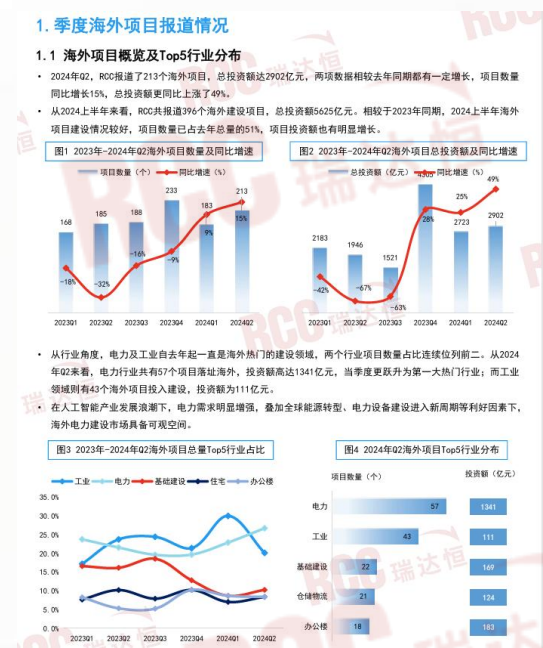 1.季度海外项目报道情况
1.1 海外项目概览及Top5行业分布
• 2024年Q2，RCC报道了213个海外项目，总投资额达2902亿元，两项数据相较去年同期都有一定增长，项目数量
同比增长15%，总投资额更同比上涨了49%。
• 从2024上半年来看，RCC共报道396个海外建设项目，总投资额5625亿元。相较于2023年同期，2024上半年海外
项目建设情况较好，项目数量已占去年总量的51%，项目投资额也有明显增长。
图1 2023年-2024年Q2海外项目数量及同比增速
项目数量（个） 同比增速（%）
168 185 188 233 183 213
-18% -32% -16% -9% 9% 15%
2023Q1 2023Q2 2023Q3 2023Q4 2024Q1 2024Q2
图2 2023年-2024年Q2海外项目总投资额及同比增速
总投资额（亿元） 同比增速（%）
2183 1946 1521 4305 2723 2902
-42% -67% -63% 28% 25% 49%
2023Q1 2023Q2 2023Q3 2023Q4 2024Q1 2024Q2
• 从行业角度，电力及工业自去年起一直是海外热门的建设领域，两个行业项目数量占比连续位列前二。从2024
年Q2来看，电力行业共有57个项目落址海外，投资额高达1341亿元，当季度更跃升为第一大热门行业；而工业
领域则有43个海外项目投入建设，投资额为111亿元。
• 在人工智能产业发展浪潮下，电力需求明显增强，叠加全球能源转型、电力设备建设进入新周期等利好因素下，
海外电力建设市场具备可观空间。
图3 2023年-2024年Q2海外项目总量Top5行业占比
工业 电力 基础建设 住宅 办公楼
35.0%
30.0%
25.0%
20.0%
15.0%
10.0%
5.0%
0.0%
2023Q1 2023Q2 2023Q3 2023Q4 2024Q1 2024Q2
图4 2024年Q2海外项目Top5行业分布
项目数量（个） 投资额（亿元）
电力 57 1341
工业 43 111
基础建设 22 169
仓储物流 21 124
办公楼 18 183
RCC 瑞达恒